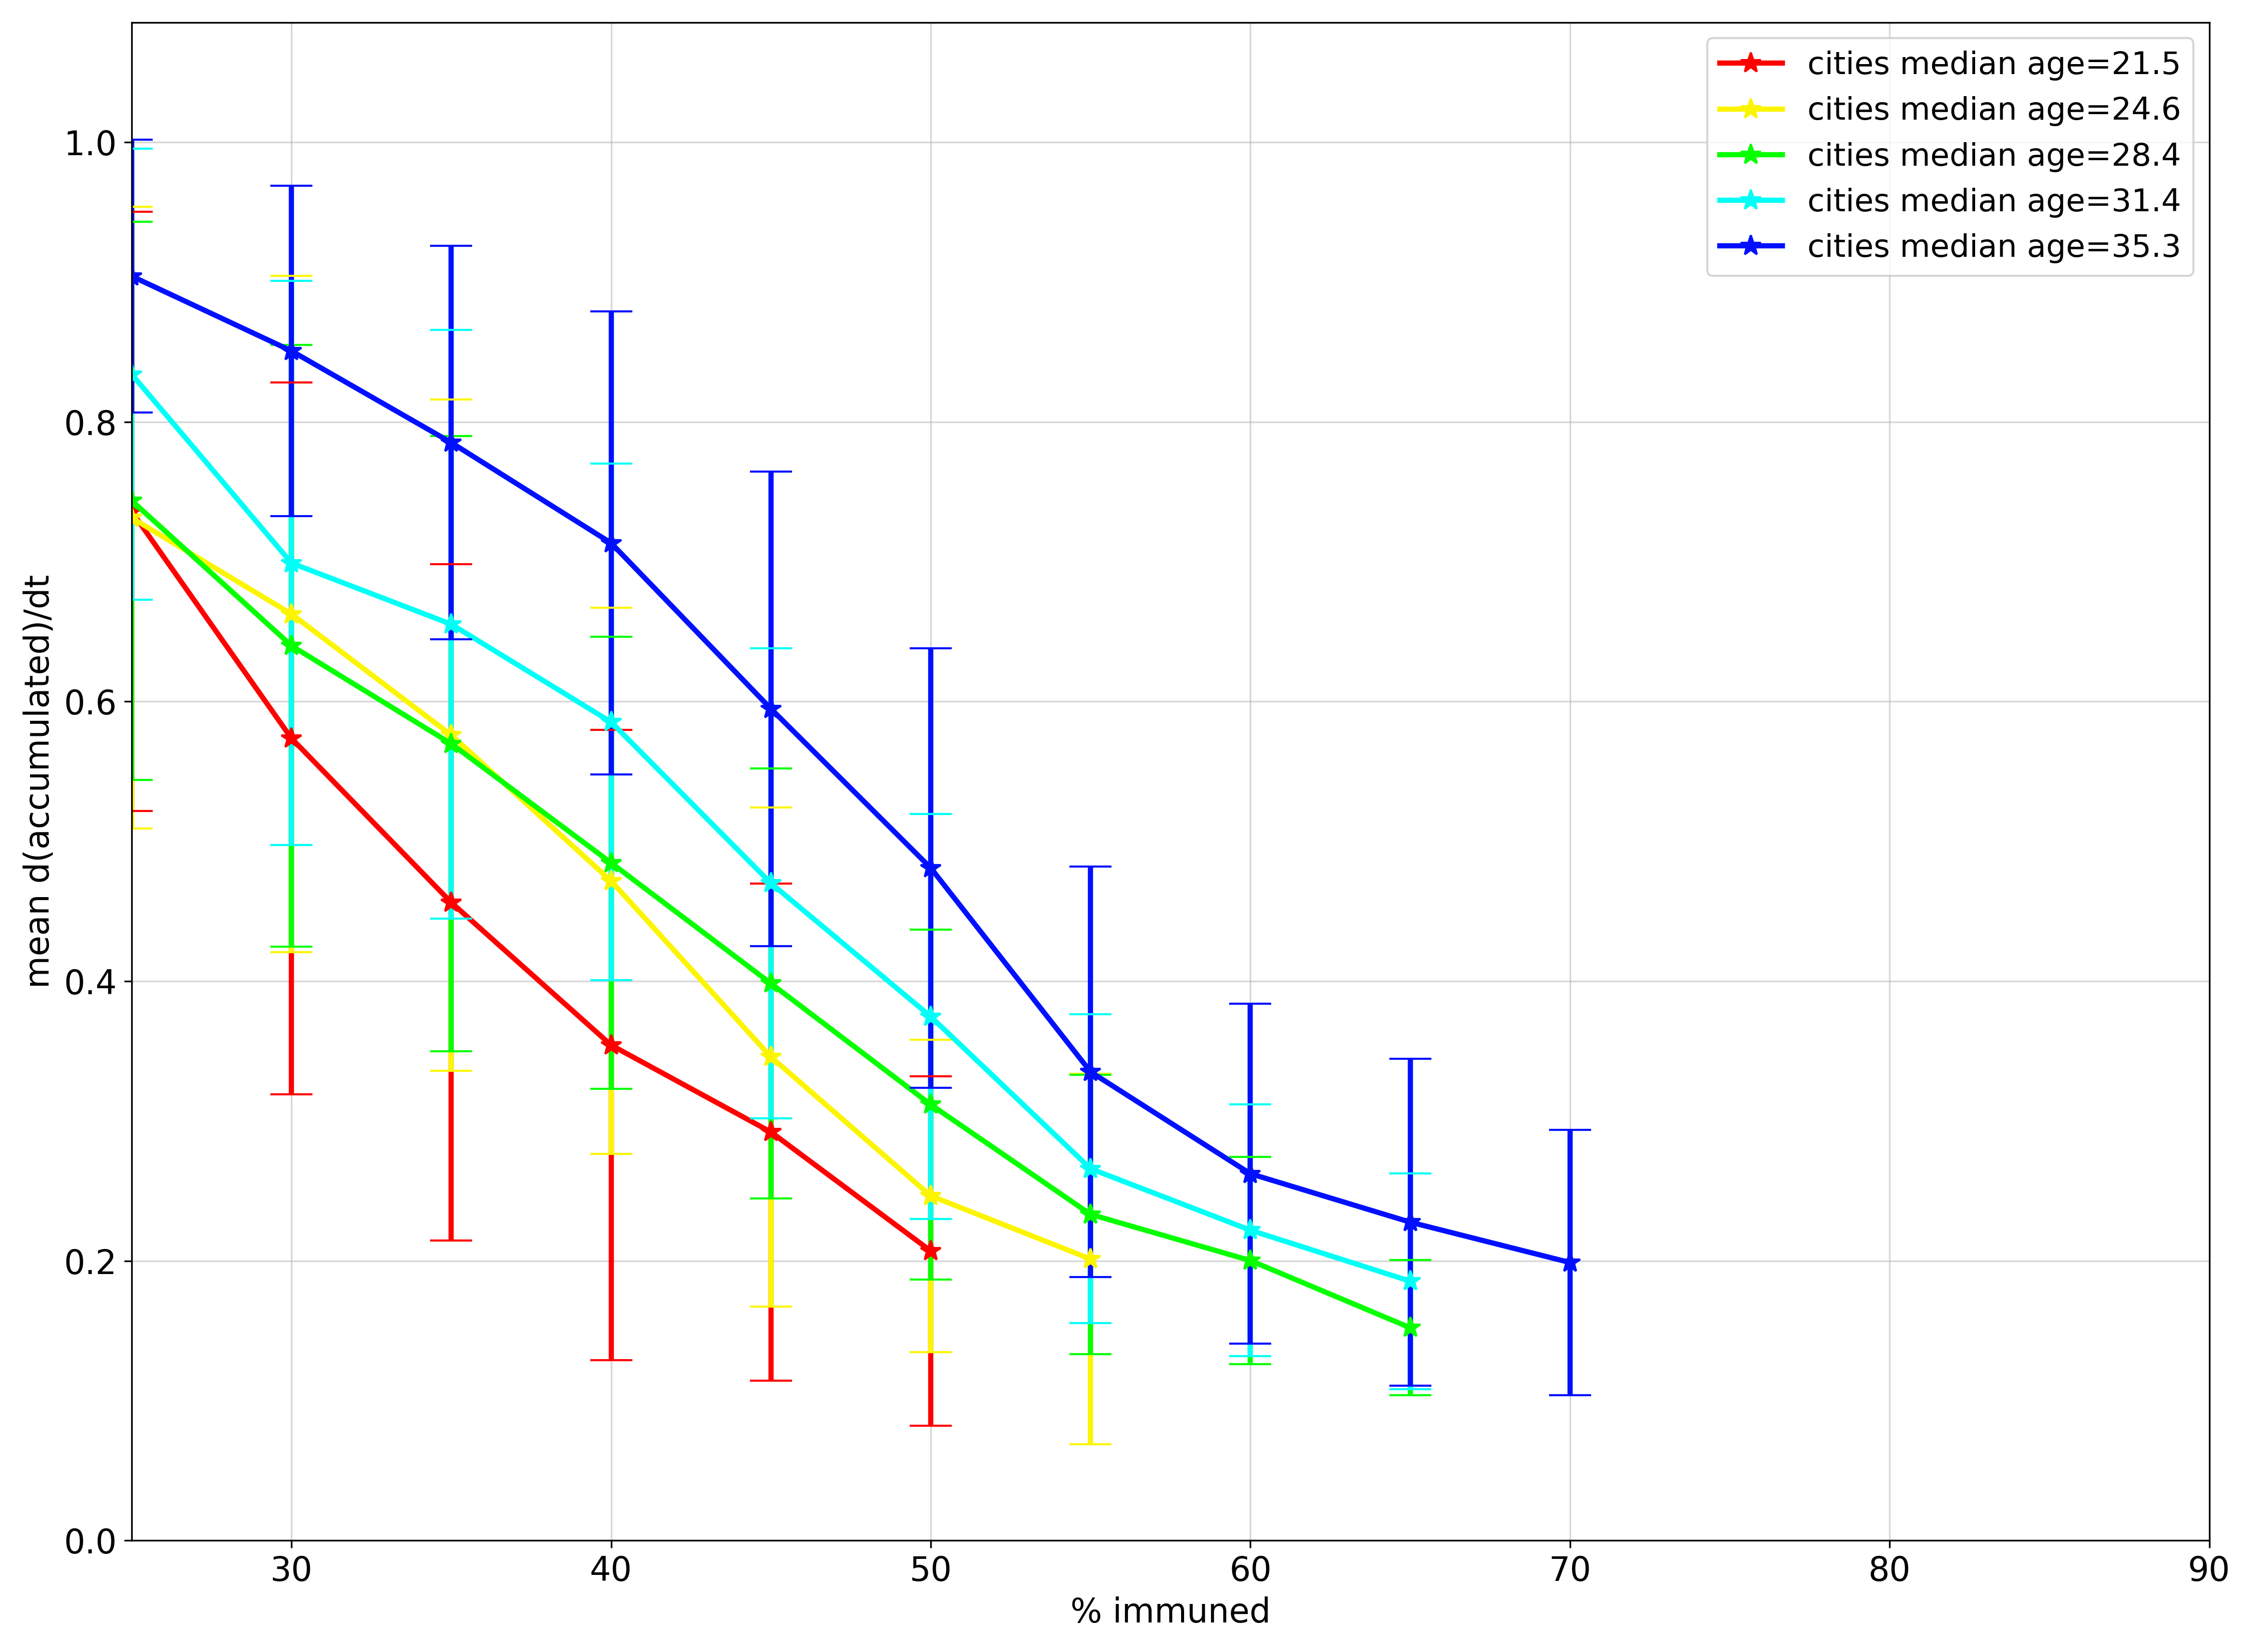 cities median age=21.5
cities median age=24.6
cities median age=28.4
cities median age=31.4
cities median age=35.3
mean d(accumulated)/dt
1.0
0.8
0.6
0.4
0.2
0.0
30 40 50 60 70 80 90
% immuned